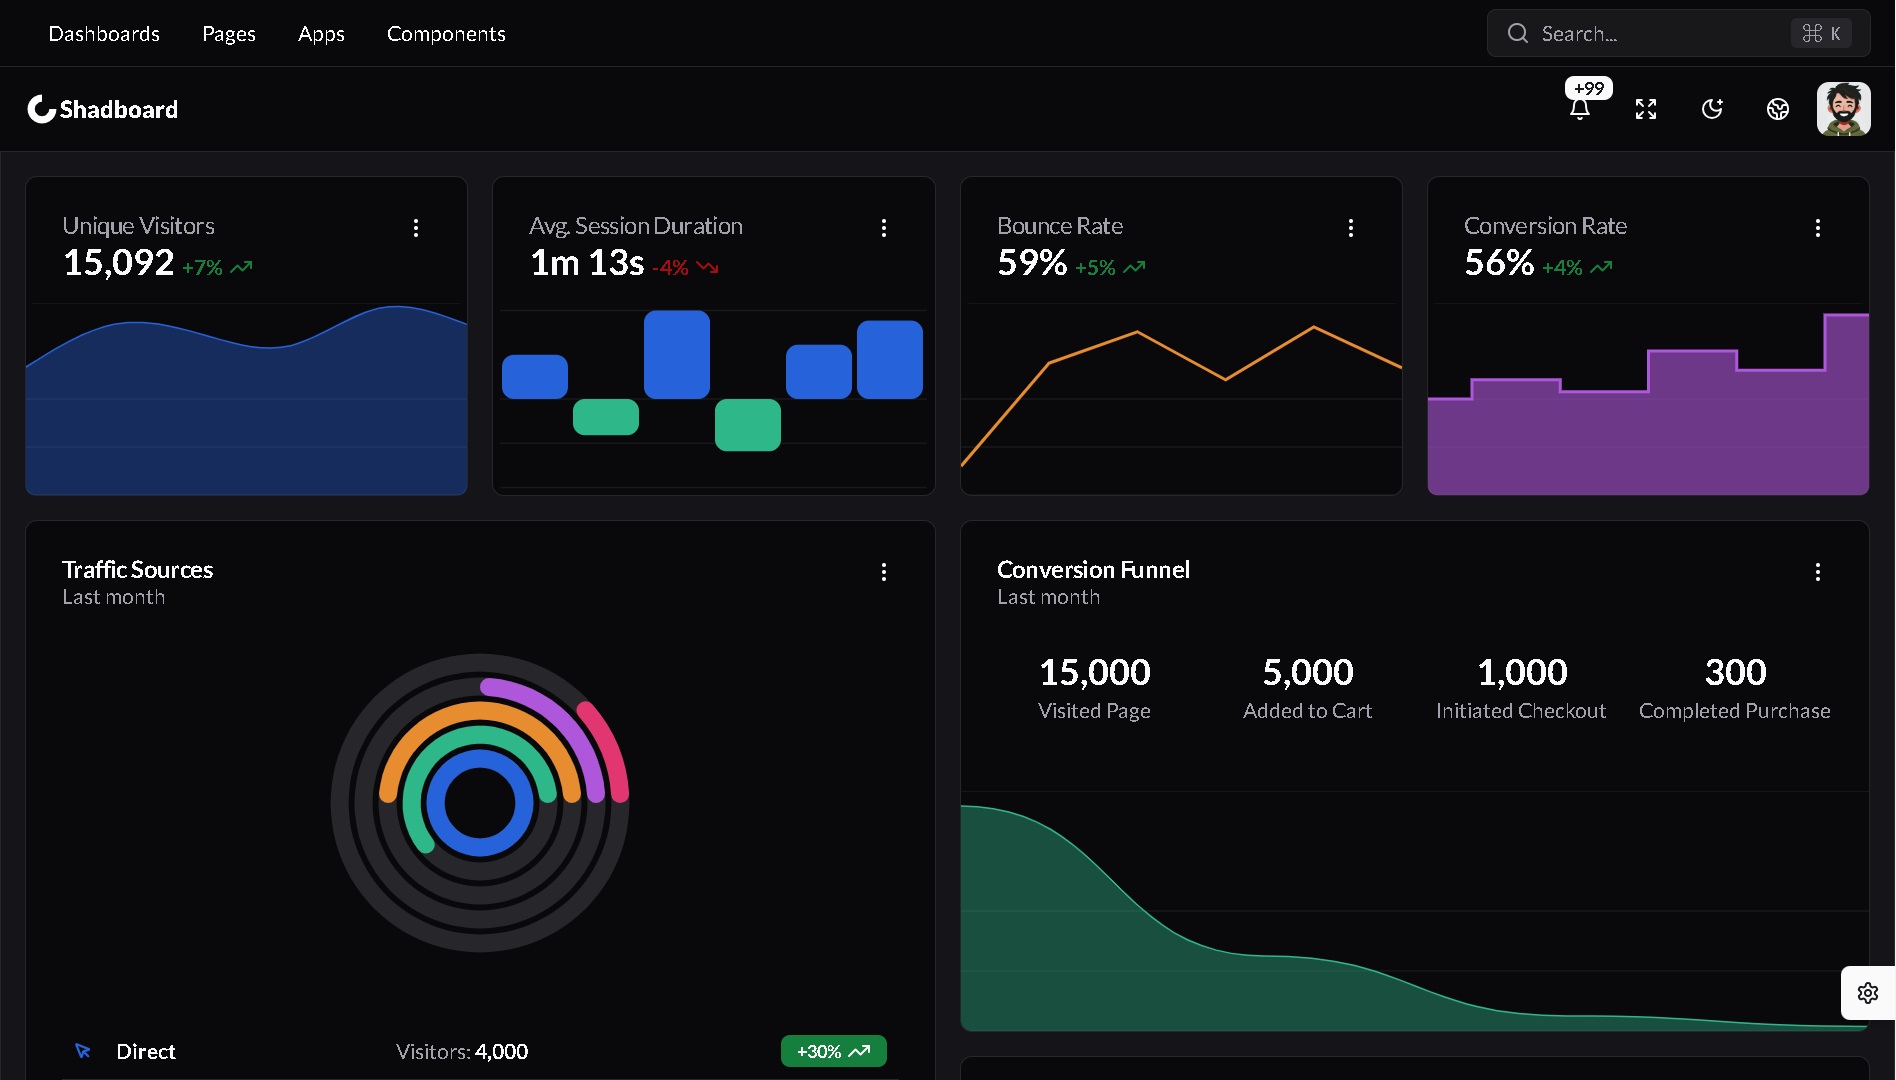 Dashboards Pages Apps Components Search... ⌘ K
Shadboard +99
Unique Visitors
15,092 +7%
Avg. Session Duration
1m 13s -4%
Bounce Rate
59% +5%
Conversion Rate
56% +4%
Traffic Sources
Last month
Direct Visitors: 4,000 +30%
Conversion Funnel
Last month
15,000 5,000 1,000 300
Visited Page Added to Cart Initiated Checkout Completed Purchase